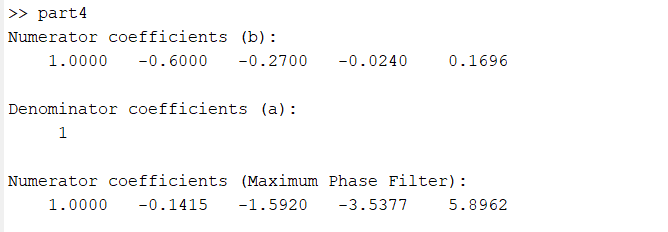 >> part4
Numerator coefficients (b):
1.0000 -0.6000 -0.2700 -0.0240 0.1696
Denominator coefficients (a):
1
Numerator coefficients (Maximum Phase Filter):
1.0000 -0.1415 -1.5920 -3.5377 5.8962